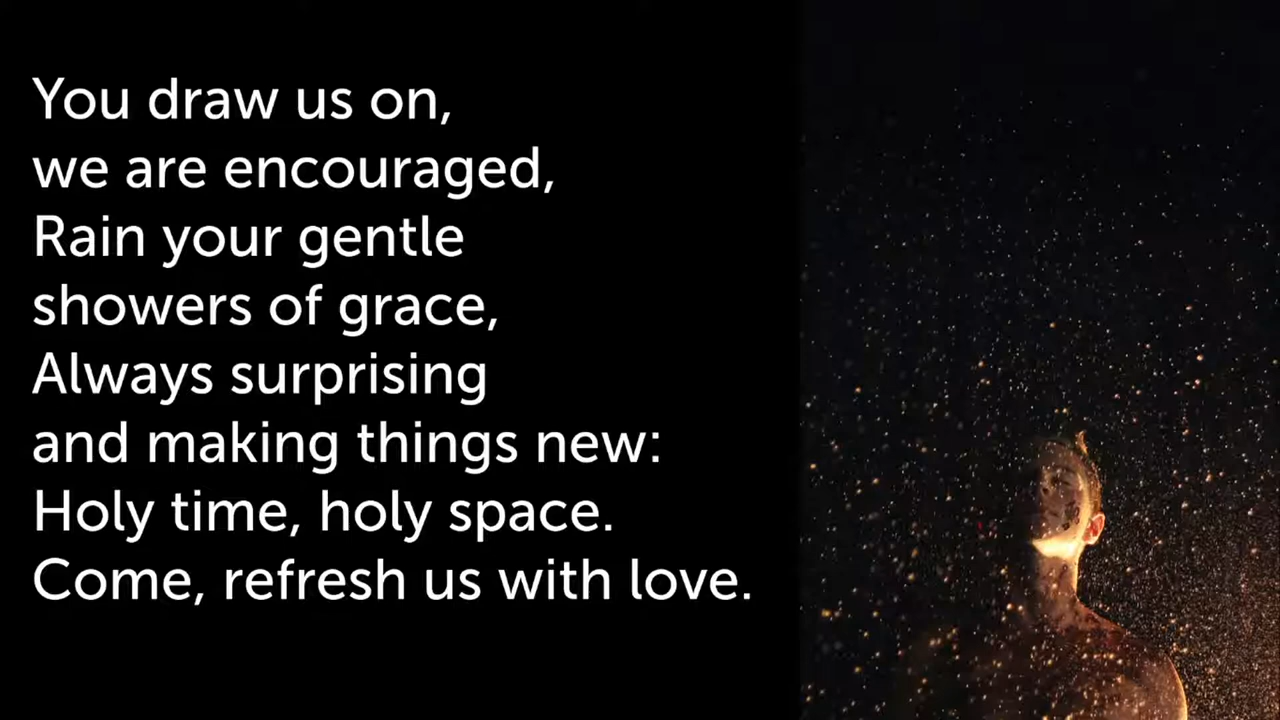 You draw us on,
we are encouraged,
Rain your gentle
showers of grace,
Always surprising
and making things new:
Holy time, holy space.
Come, refresh us with love.